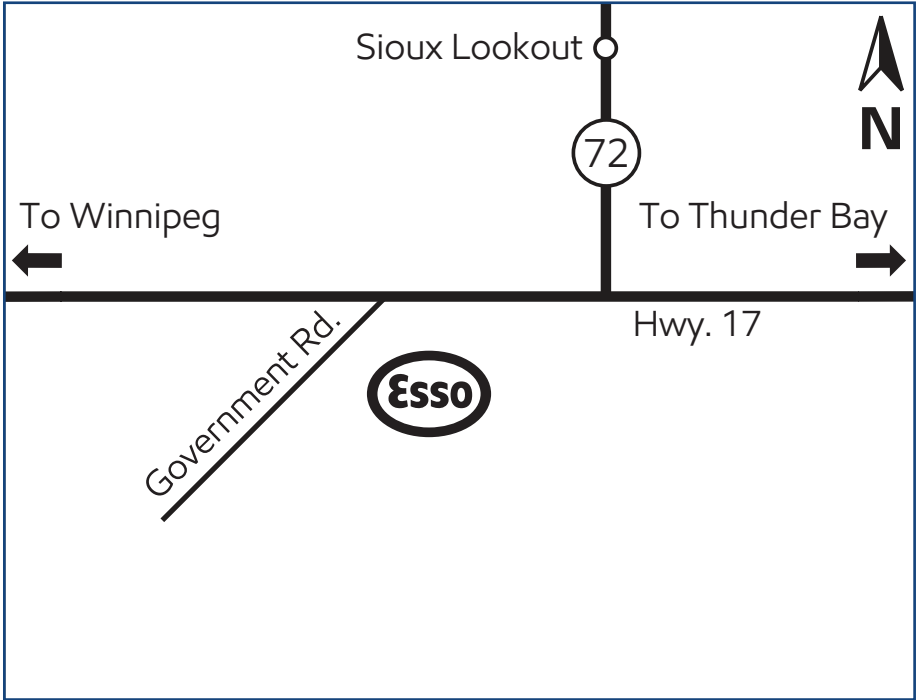 Sioux Lookout
N
72
To Winnipeg
To Thunder Bay
Hwy. 17
Government Rd.
Esso